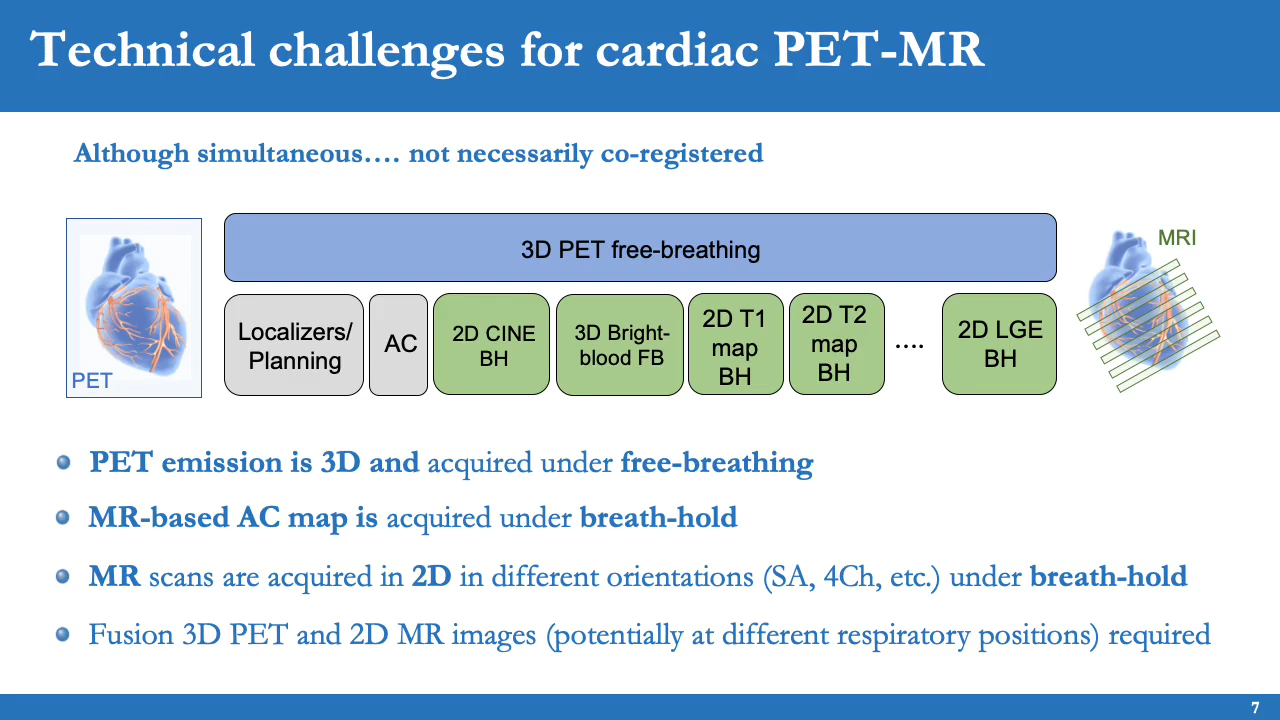 Technical challenges for cardiac PET-MR
Although simultaneous…. not necessarily co-registered
PET
3D PET free-breathing
Localizers/
Planning
AC
2D CINE
BH
3D Bright-
blood FB
2D T1
map
BH
2D T2
map
BH
….
2D LGE
BH
MRI
PET emission is 3D and acquired under free-breathing
MR-based AC map is acquired under breath-hold
MR scans are acquired in 2D in different orientations (SA, 4Ch, etc.) under breath-hold
Fusion 3D PET and 2D MR images (potentially at different respiratory positions) required
7